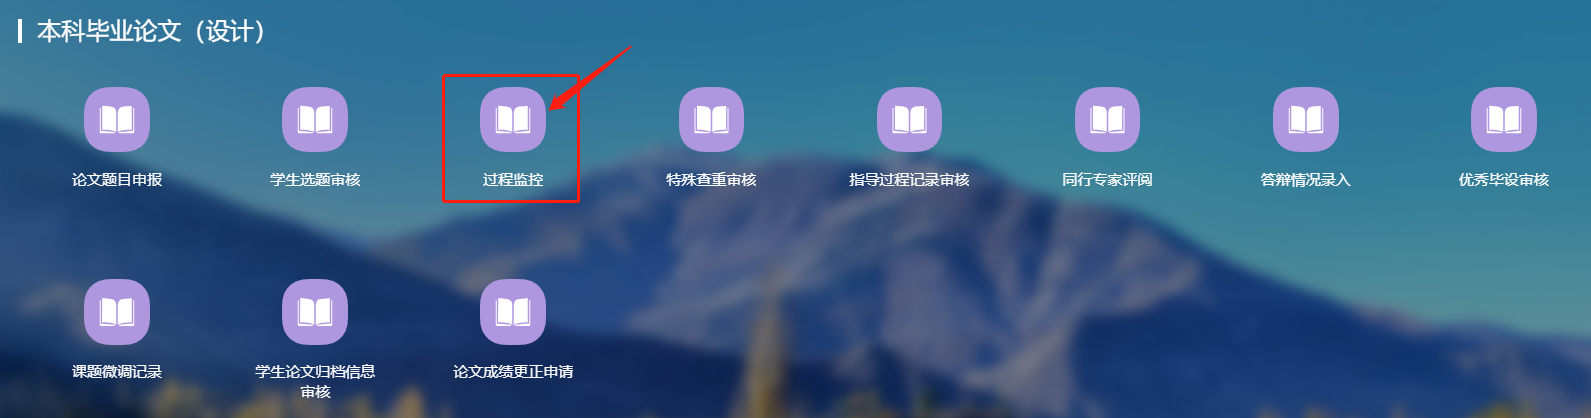 本科毕业论文（设计）
论文题目申报
学生选题审核
过程监控
特殊查重审核
指导过程记录审核
同行专家评阅
答辩情况录入
优秀毕设审核
课题微调记录
学生论文归档信息
审核
论文成绩更正申请